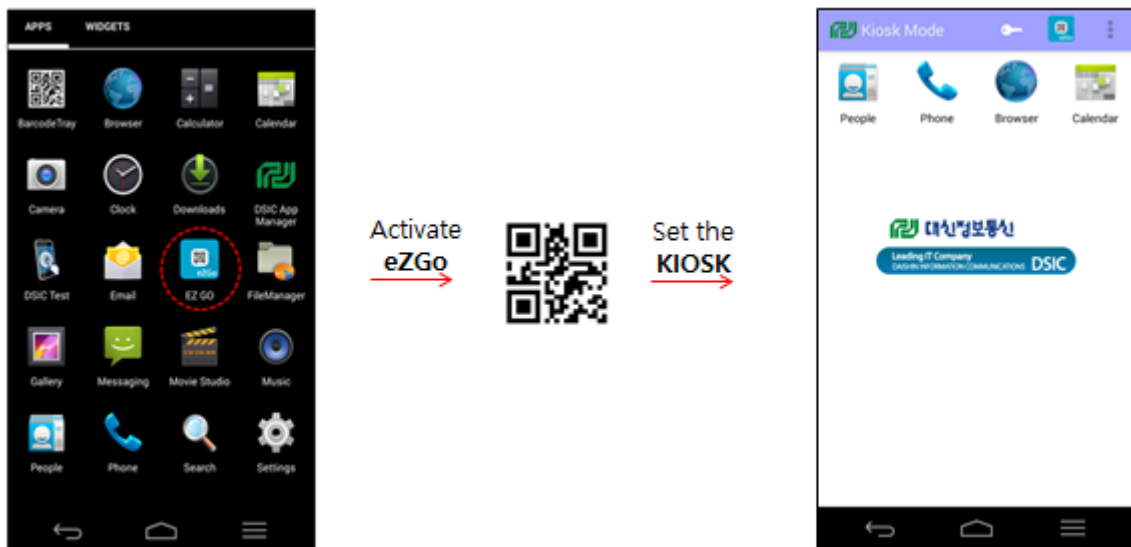 APPS WIDGETS
BarcodeTray Browser Calculator Calendar
Camera Clock Downloads DSIC App
Manager
eZGo
DSIC Test Email EZ GO FileManager
Gallery Messaging Movie Studio Music
People Phone Search Settings
Activate
eZGo
Set the
KIOSK
Kiosk Mode
eZGo
People Phone Browser Calendar
대신정보통신
Leading IT Company
DAISHIN INFORMATION COMMUNICATIONS DSIC